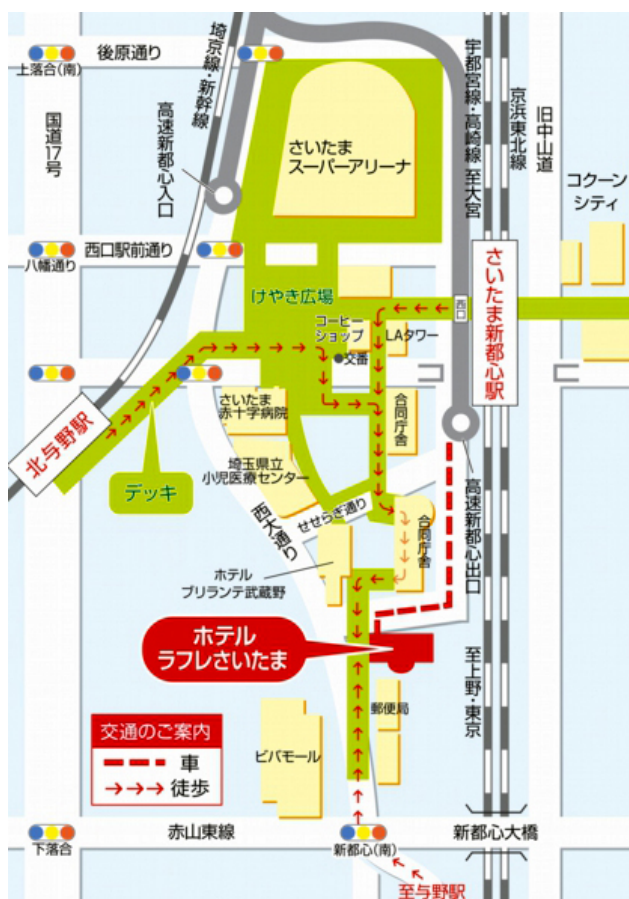 後原通り
上落合(南)
埼京線・新幹線
宇都宮線・高崎線 至大宮
京浜東北線
旧中山道
国道17号
高速新都心入口
さいたま
スーパーアリーナ
コクーン
シティ
西口駅前通り
八幡通り
けやき広場
西口
さいたま新都心駅
コーヒー
ショップ
LAタワー
交番
さいたま
赤十字病院
合同庁舎
北与野駅
デッキ
埼玉県立
小児医療センター
せせらぎ通り
西大通り
合同庁舎
高速新都心出口
ホテル
ブリランテ武蔵野
ホテル
ラフレさいたま
至上野・東京
郵便局
交通のご案内
車
徒歩
ビバモール
赤山東線
新都心大橋
下落合
新都心(南)
至与野駅